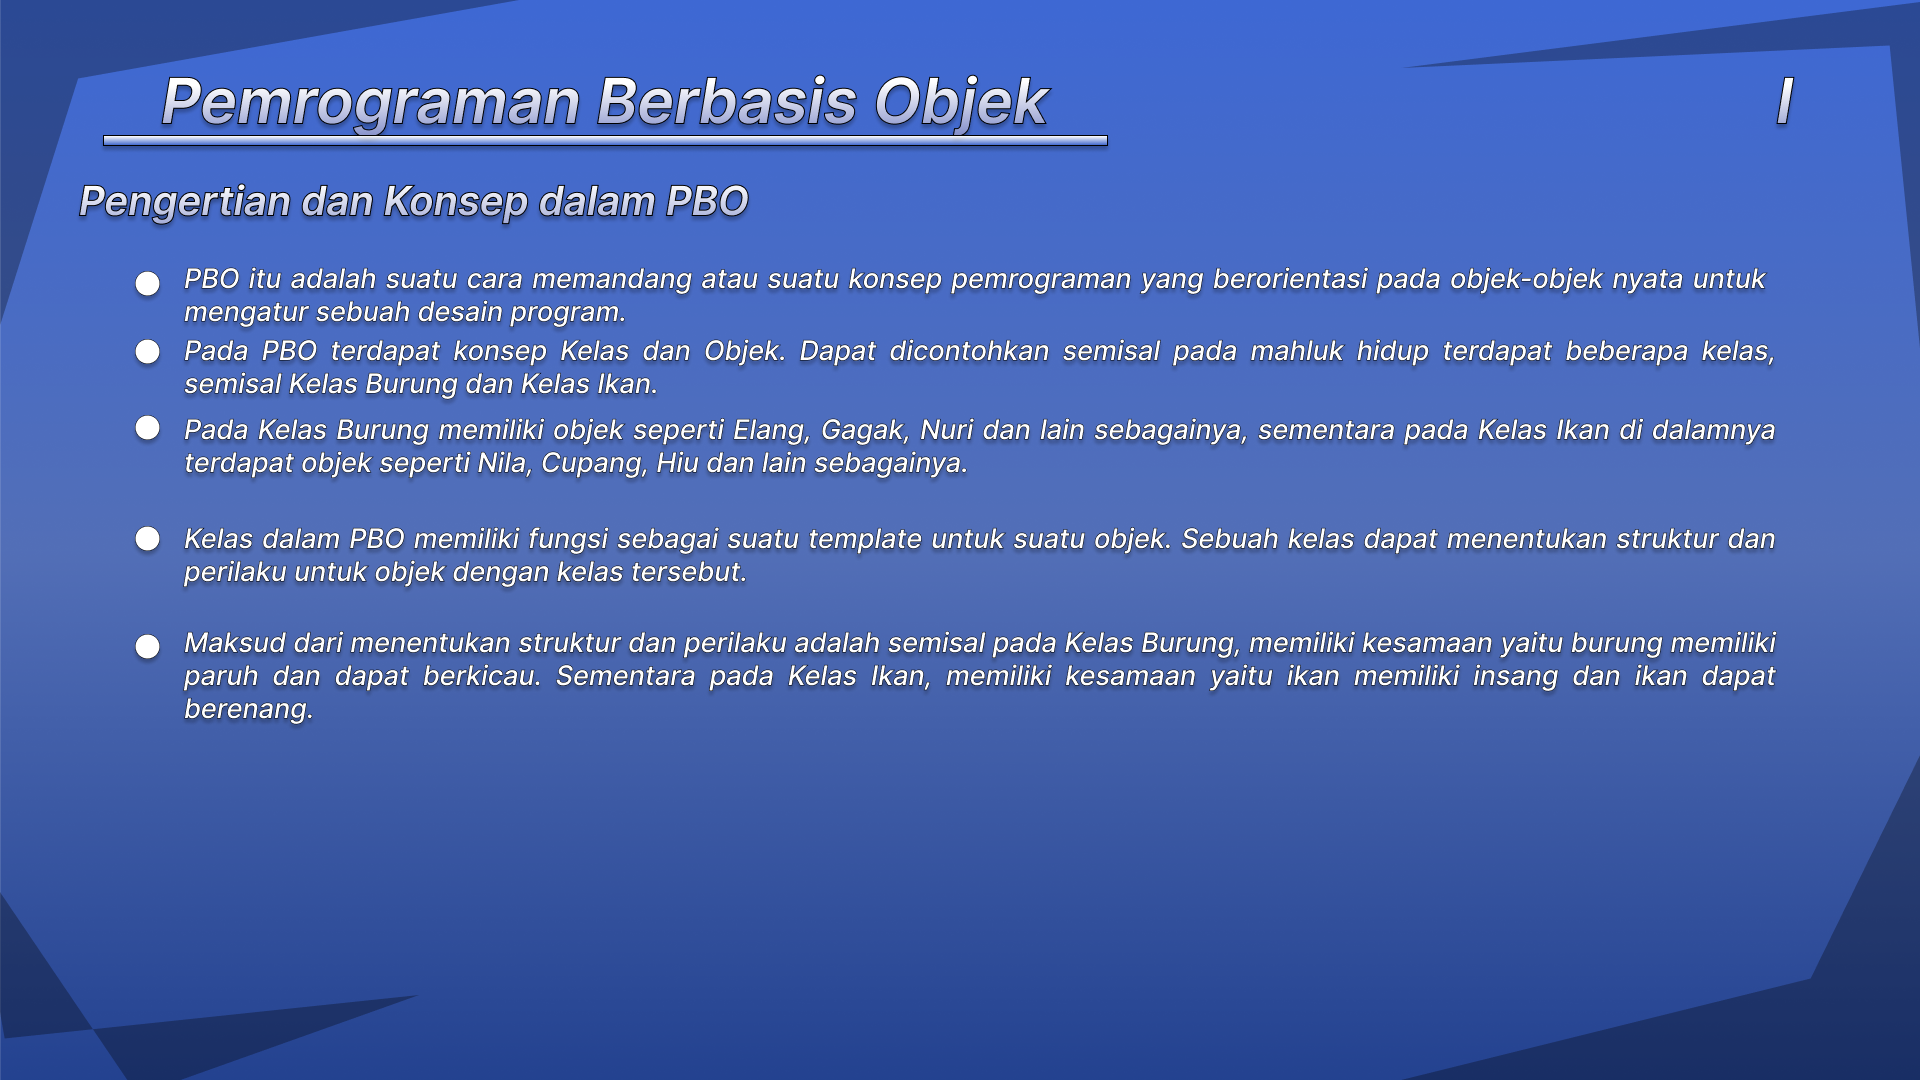 Pemrograman Berbasis Objek
I
Pengertian dan Konsep dalam PBO
PBO itu adalah suatu cara memandang atau suatu konsep pemrograman yang berorientasi pada objek-objek nyata untuk
mengatur sebuah desain program.
Pada PBO terdapat konsep Kelas dan Objek. Dapat dicontohkan semisal pada mahluk hidup terdapat beberapa kelas,
semisal Kelas Burung dan Kelas Ikan.
Pada Kelas Burung memiliki objek seperti Elang, Gagak, Nuri dan lain sebagainya, sementara pada Kelas Ikan di dalamnya
terdapat objek seperti Nila, Cupang, Hiu dan lain sebagainya.
Kelas dalam PBO memiliki fungsi sebagai suatu template untuk suatu objek. Sebuah kelas dapat menentukan struktur dan
perilaku untuk objek dengan kelas tersebut.
Maksud dari menentukan struktur dan perilaku adalah semisal pada Kelas Burung, memiliki kesamaan yaitu burung memiliki
paruh dan dapat berkicau. Sementara pada Kelas Ikan, memiliki kesamaan yaitu ikan memiliki insang dan ikan dapat
berenang.